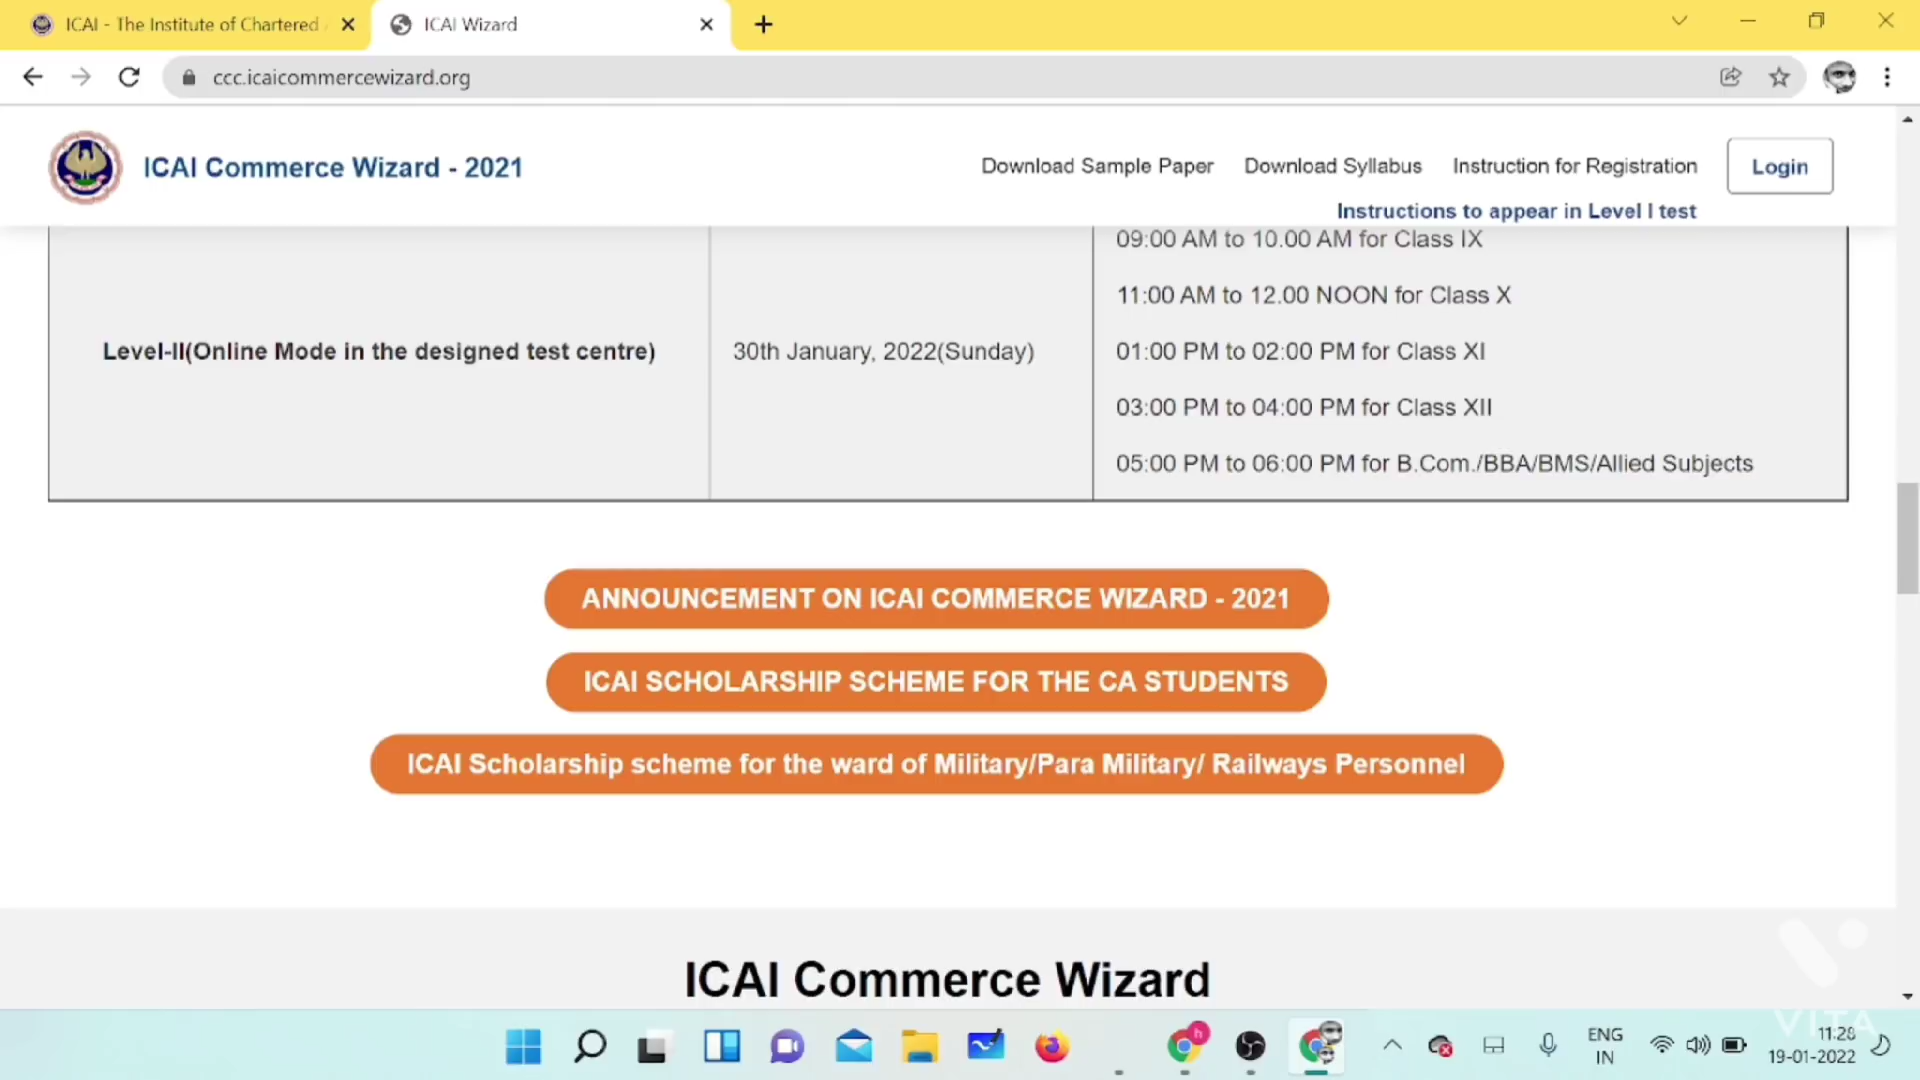 ICAI - The Institute of Chartered
ICAI Wizard
ccc.icaicommercewizard.org
ICAI Commerce Wizard - 2021
Download Sample Paper
Download Syllabus
Instruction for Registration
Login
Instructions to appear in Level I test
09:00 AM to 10.00 AM for Class IX
11:00 AM to 12.00 NOON for Class X
Level-II(Online Mode in the designed test centre)
30th January, 2022(Sunday)
01:00 PM to 02:00 PM for Class XI
03:00 PM to 04:00 PM for Class XII
05:00 PM to 06:00 PM for B.Com./BBA/BMS/Allied Subjects
ANNOUNCEMENT ON ICAI COMMERCE WIZARD - 2021
ICAI SCHOLARSHIP SCHEME FOR THE CA STUDENTS
ICAI Scholarship scheme for the ward of Military/Para Military/ Railways Personnel
ICAI Commerce Wizard
VITA
h
ENG
IN
11:28
19-01-2022